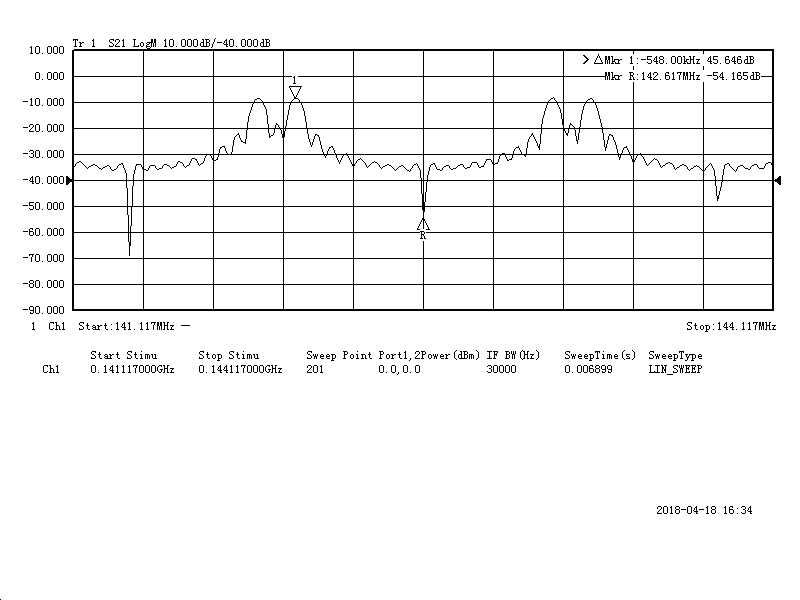 Tr 1 S21 LogM 10.000dB/-40.000dB
10.000
>△Mkr 1:-548.00kHz 45.646dB
0.000
Mkr R:142.617MHz -54.165dB
1
-10.000
-20.000
-30.000
-40.000
-50.000
-60.000
R
-70.000
-80.000
-90.000
1 Ch1 Start:141.117MHz — Stop:144.117MHz
Start Stimu Stop Stimu Sweep Point Port1,2Power(dBm) IF BW(Hz) SweepTime(s) SweepType
Ch1 0.141117000GHz 0.144117000GHz 201 0.0,0.0 30000 0.006899 LIN_SWEEP
2018-04-18 16:34